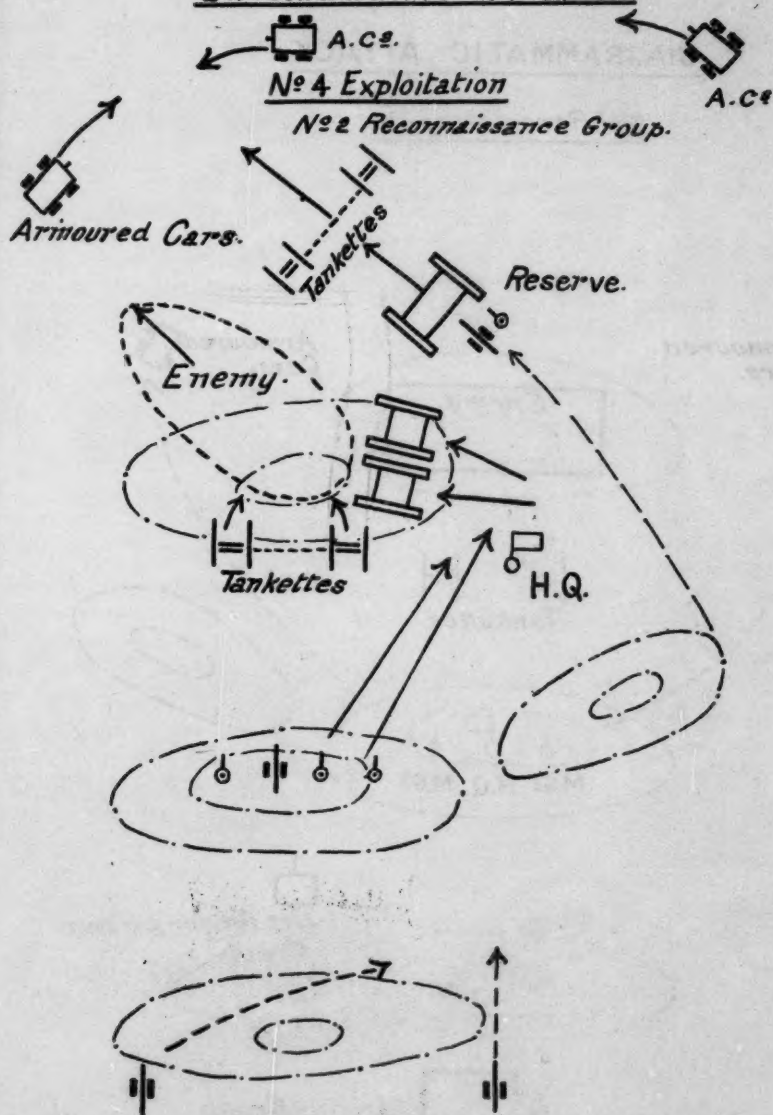 A.Cs.
A.Cs
No 4 Exploitation
No 2 Reconnaissance Group.
Armoured Cars.
Tankettes
Reserve.
Enemy.
Tankettes
H.Q.